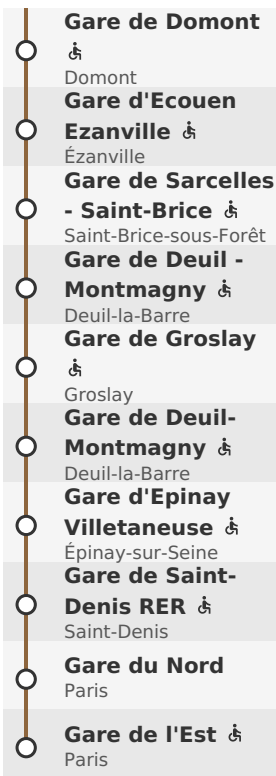 Gare de Domont
Domont
Gare d'Ecouen
Ezanville
Ézanville
Gare de Sarcelles
- Saint-Brice
Saint-Brice-sous-Forêt
Gare de Deuil -
Montmagny
Deuil-la-Barre
Gare de Groslay
Groslay
Gare de Deuil-
Montmagny
Deuil-la-Barre
Gare d'Epinay
Villetaneuse
Épinay-sur-Seine
Gare de Saint-
Denis RER
Saint-Denis
Gare du Nord
Paris
Gare de l'Est
Paris